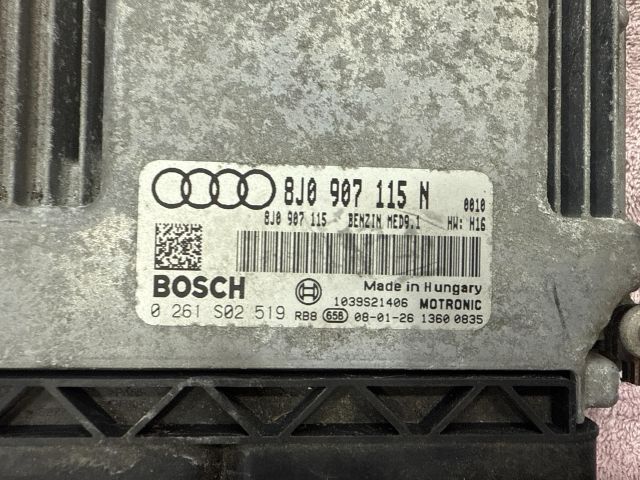 8J0 907 115 N 0010
8J0 907 115 - BENZIN MED9.1 HW: H16
BOSCH Made in Hungary
1039S21406 MOTRONIC
0 261 S02 519 RB8 658 08-01-26 1360 0835